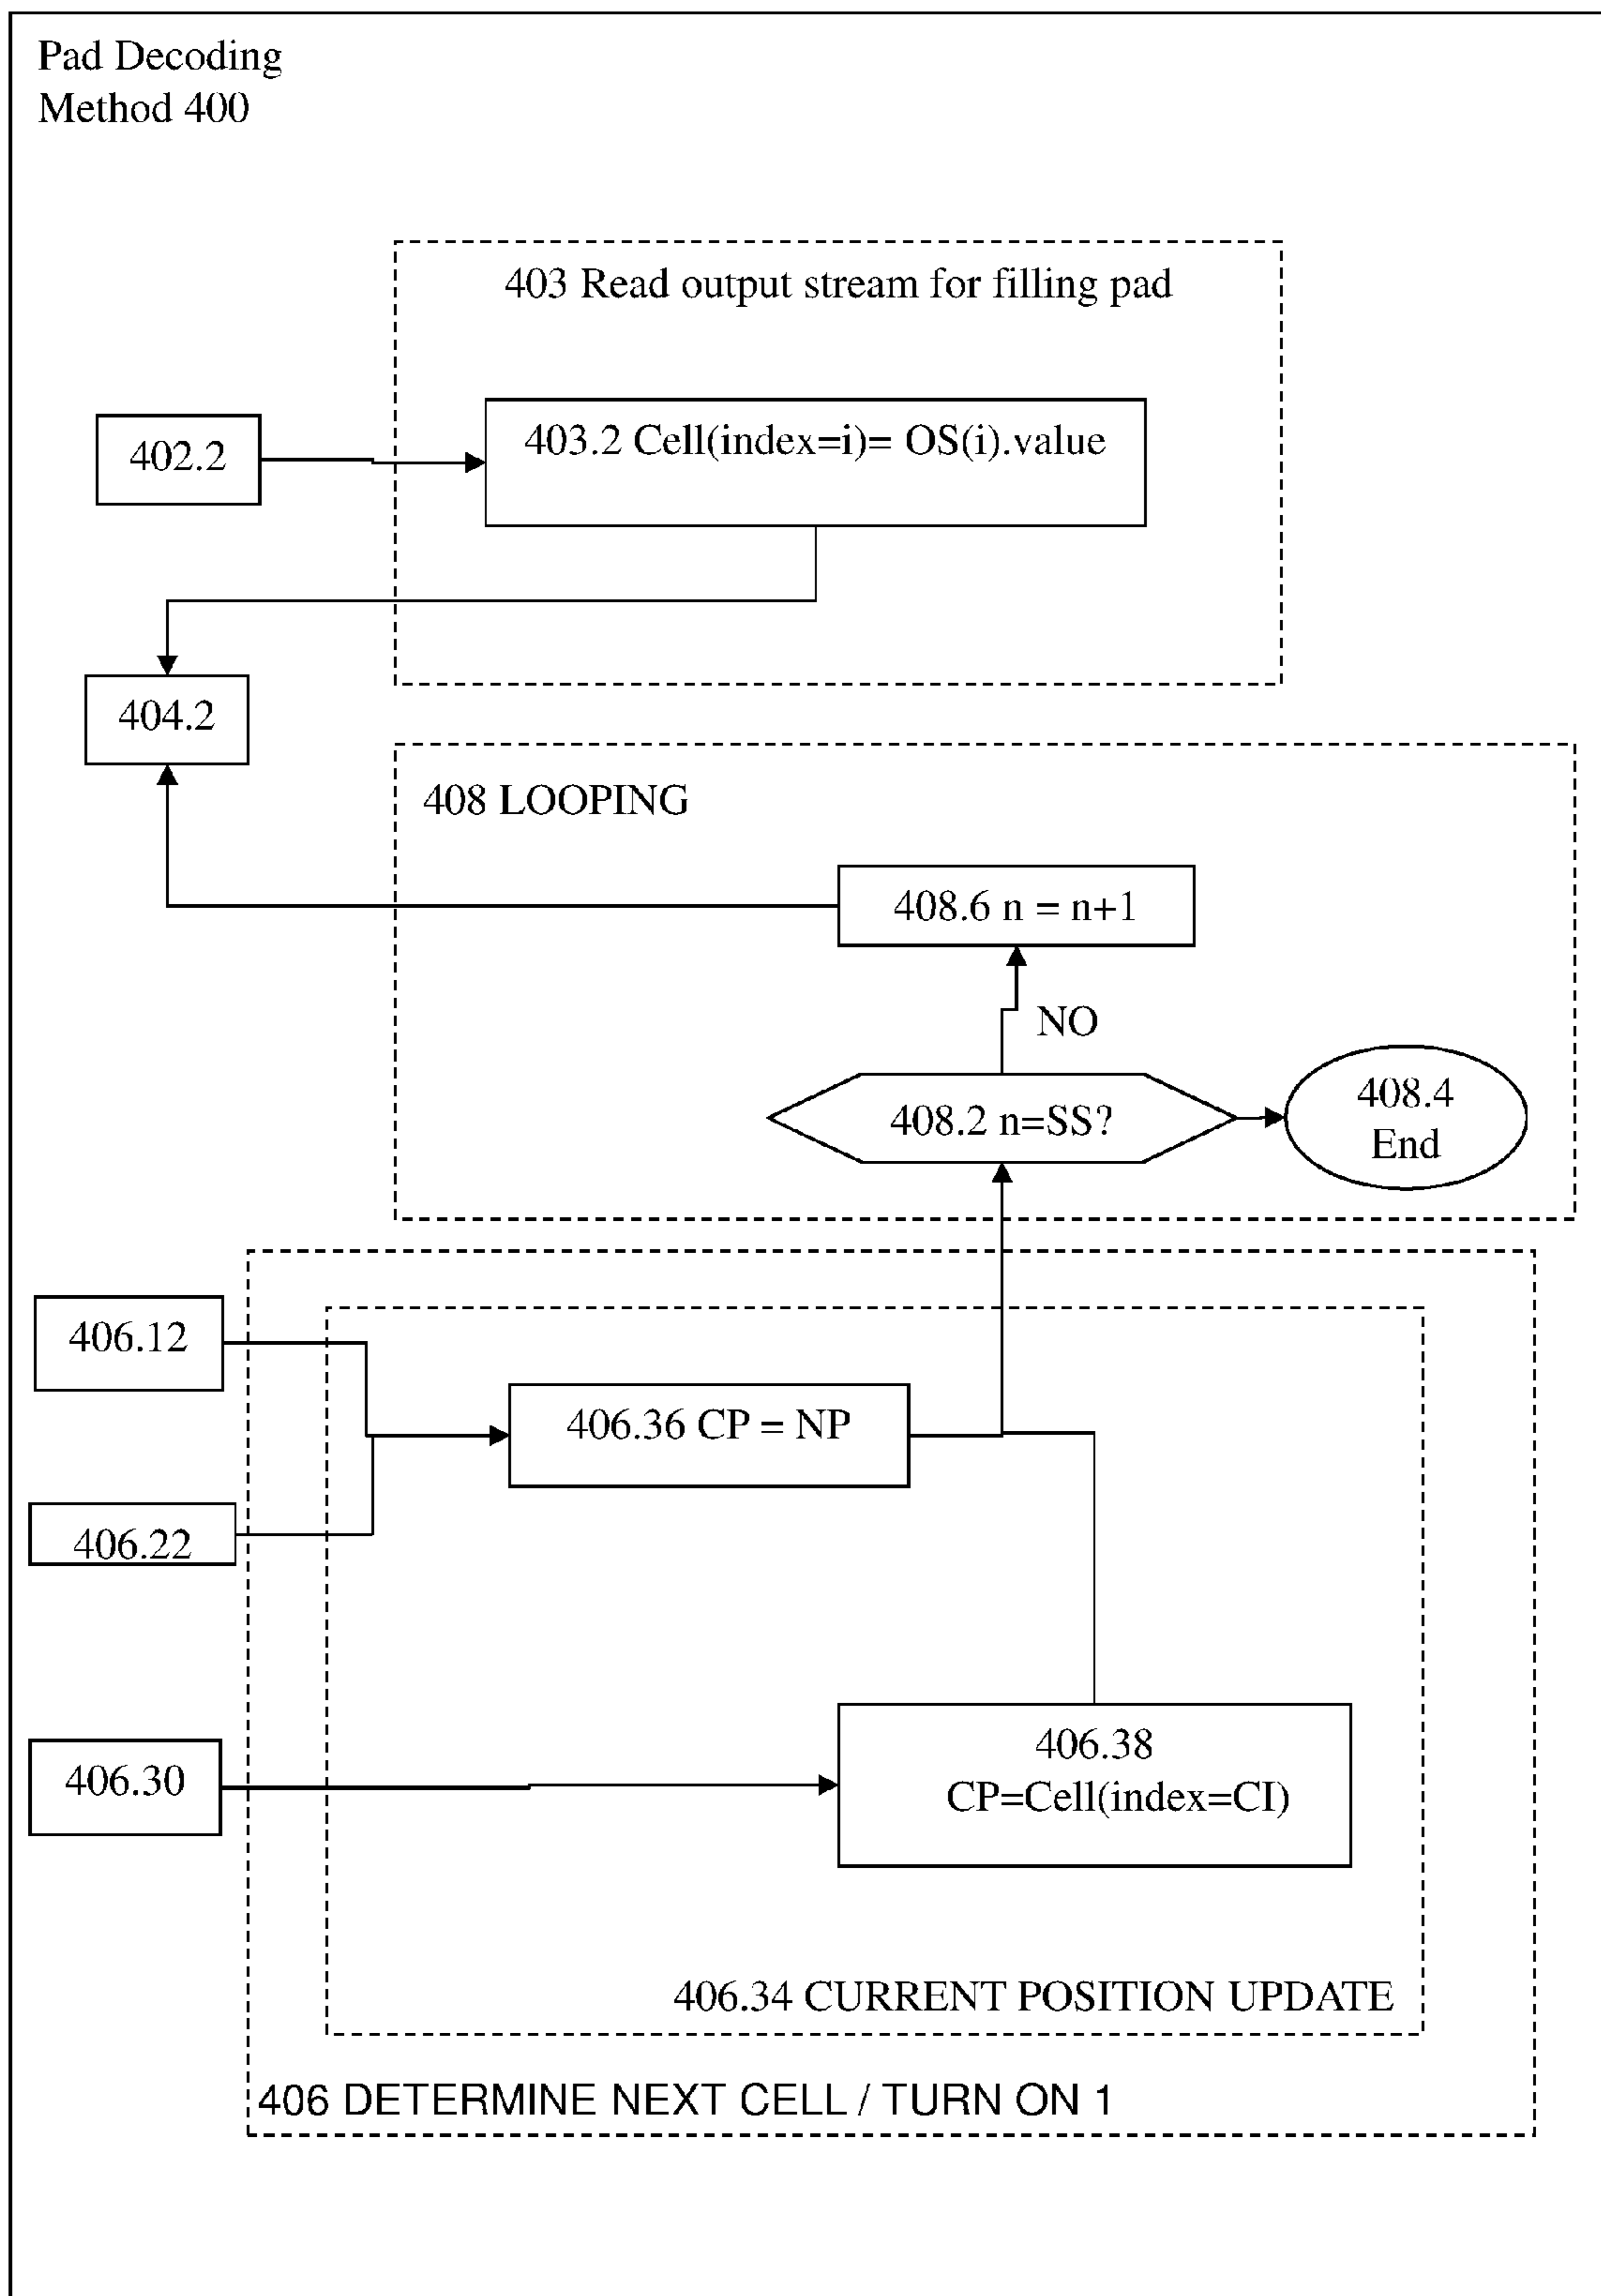 Pad Decoding
Method 400
403 Read output stream for filling pad
402.2
403.2 Cell(index=i)= OS(i).value
404.2
408 LOOPING
408.6 n = n+1
NO
408.2 n=SS?
408.4
End
406.12
406.36 CP = NP
406.22
406.30
406.38
CP=Cell(index=CI)
406.34 CURRENT POSITION UPDATE
406 DETERMINE NEXT CELL / TURN ON 1